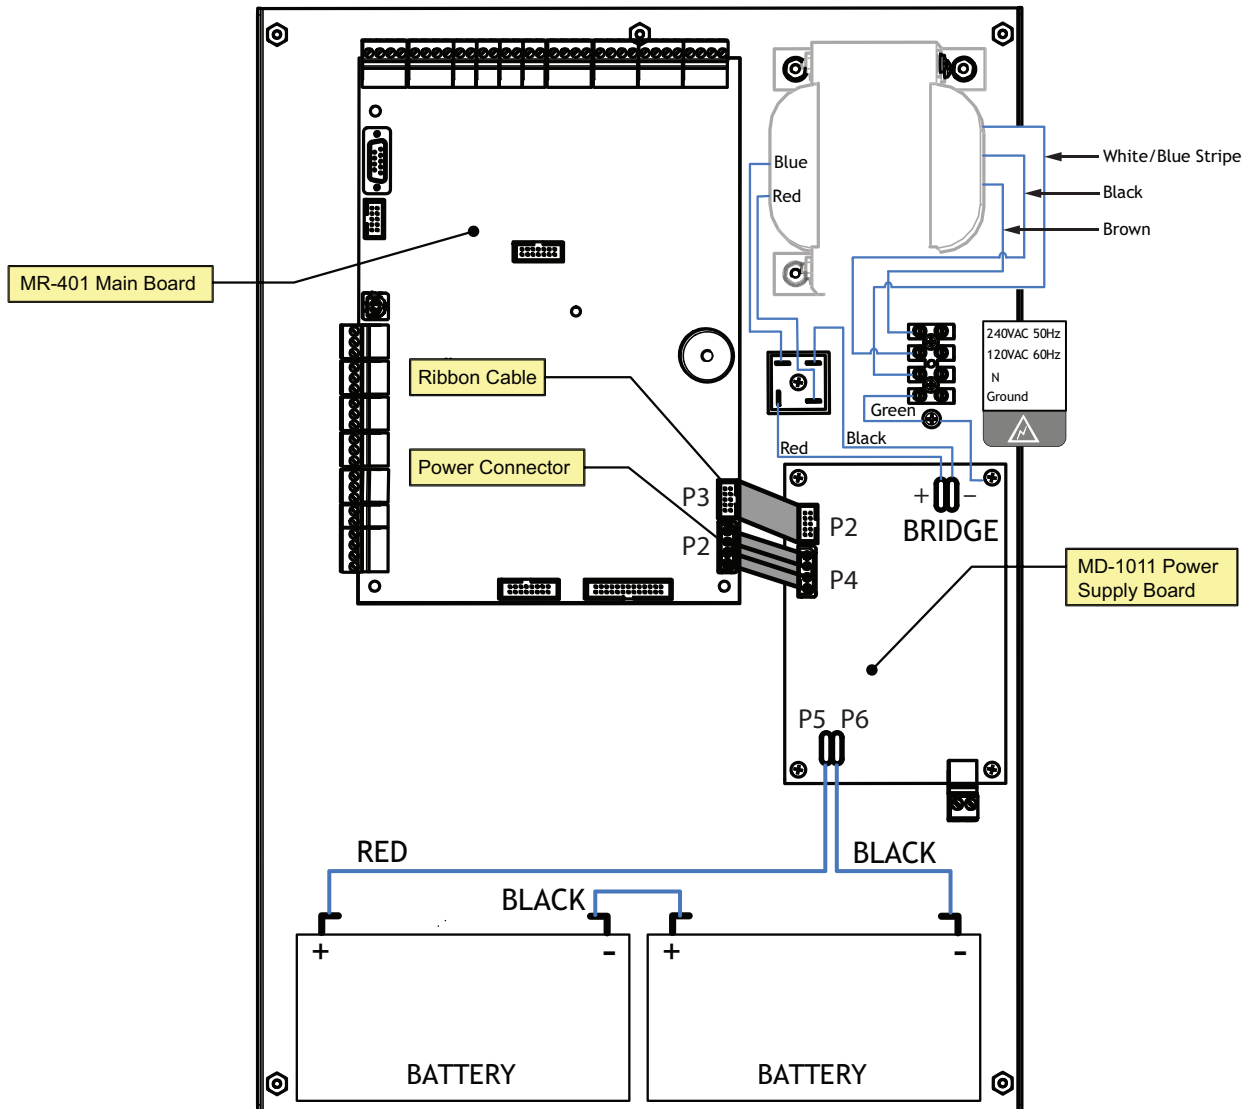 White/Blue Stripe
Blue
Black
Red
Brown
MR-401 Main Board
240VAC 50Hz
120VAC 60Hz
N
Ground
Ribbon Cable
Green
Red
Black
Power Connector
P3
+
-
P2
BRIDGE
P2
P4
MD-1011 Power
Supply Board
P5 P6
RED
BLACK
BLACK
+
-
+
-
BATTERY
BATTERY